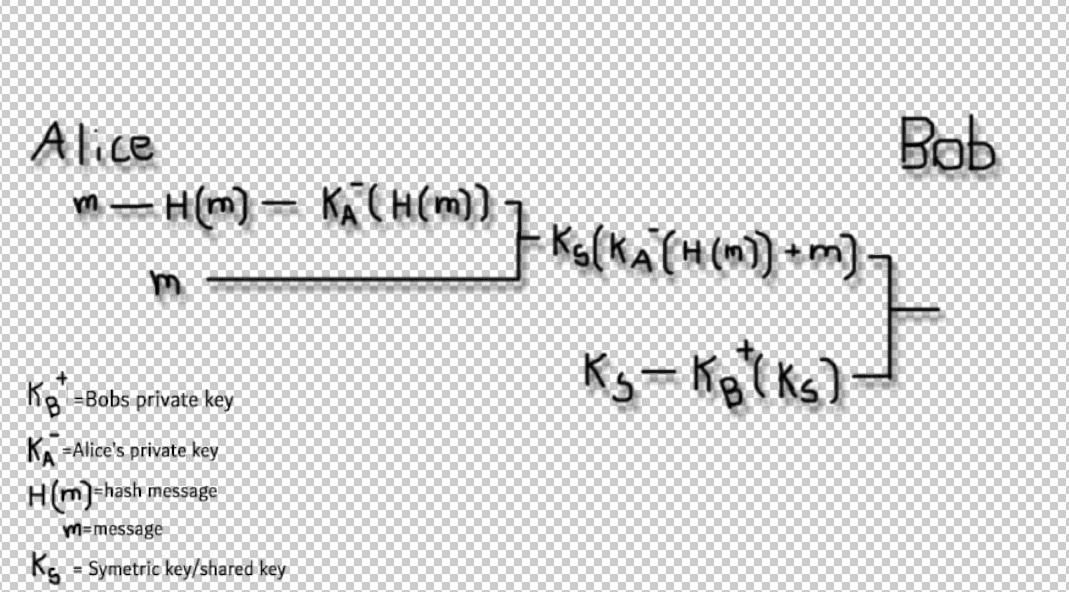 Alice
Bob
m — H(m) — K_A^-(H(m))
K_S(K_A^-(H(m)) + m)
m
K_S — K_B^+(K_S)
K_B^+ =Bobs private key
K_A^- =Alice's private key
H(m)=hash message
m=message
K_S = Symetric key/shared key